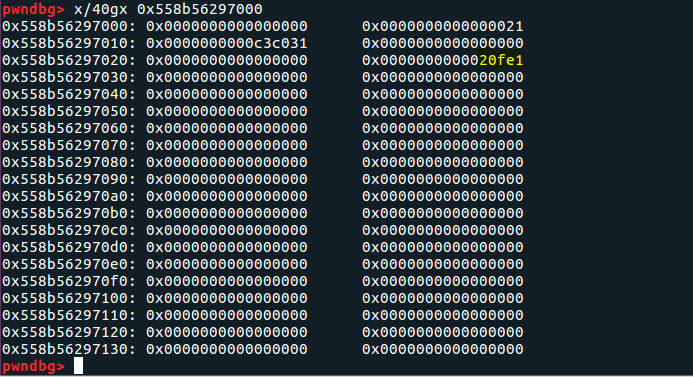 pwndbg> x/40gx 0x558b56297000
0x558b56297000: 0x0000000000000000 0x0000000000000021
0x558b56297010: 0x0000000000c3c031 0x0000000000000000
0x558b56297020: 0x0000000000000000 0x0000000000020fe1
0x558b56297030: 0x0000000000000000 0x0000000000000000
0x558b56297040: 0x0000000000000000 0x0000000000000000
0x558b56297050: 0x0000000000000000 0x0000000000000000
0x558b56297060: 0x0000000000000000 0x0000000000000000
0x558b56297070: 0x0000000000000000 0x0000000000000000
0x558b56297080: 0x0000000000000000 0x0000000000000000
0x558b56297090: 0x0000000000000000 0x0000000000000000
0x558b562970a0: 0x0000000000000000 0x0000000000000000
0x558b562970b0: 0x0000000000000000 0x0000000000000000
0x558b562970c0: 0x0000000000000000 0x0000000000000000
0x558b562970d0: 0x0000000000000000 0x0000000000000000
0x558b562970e0: 0x0000000000000000 0x0000000000000000
0x558b562970f0: 0x0000000000000000 0x0000000000000000
0x558b56297100: 0x0000000000000000 0x0000000000000000
0x558b56297110: 0x0000000000000000 0x0000000000000000
0x558b56297120: 0x0000000000000000 0x0000000000000000
0x558b56297130: 0x0000000000000000 0x0000000000000000
pwndbg>